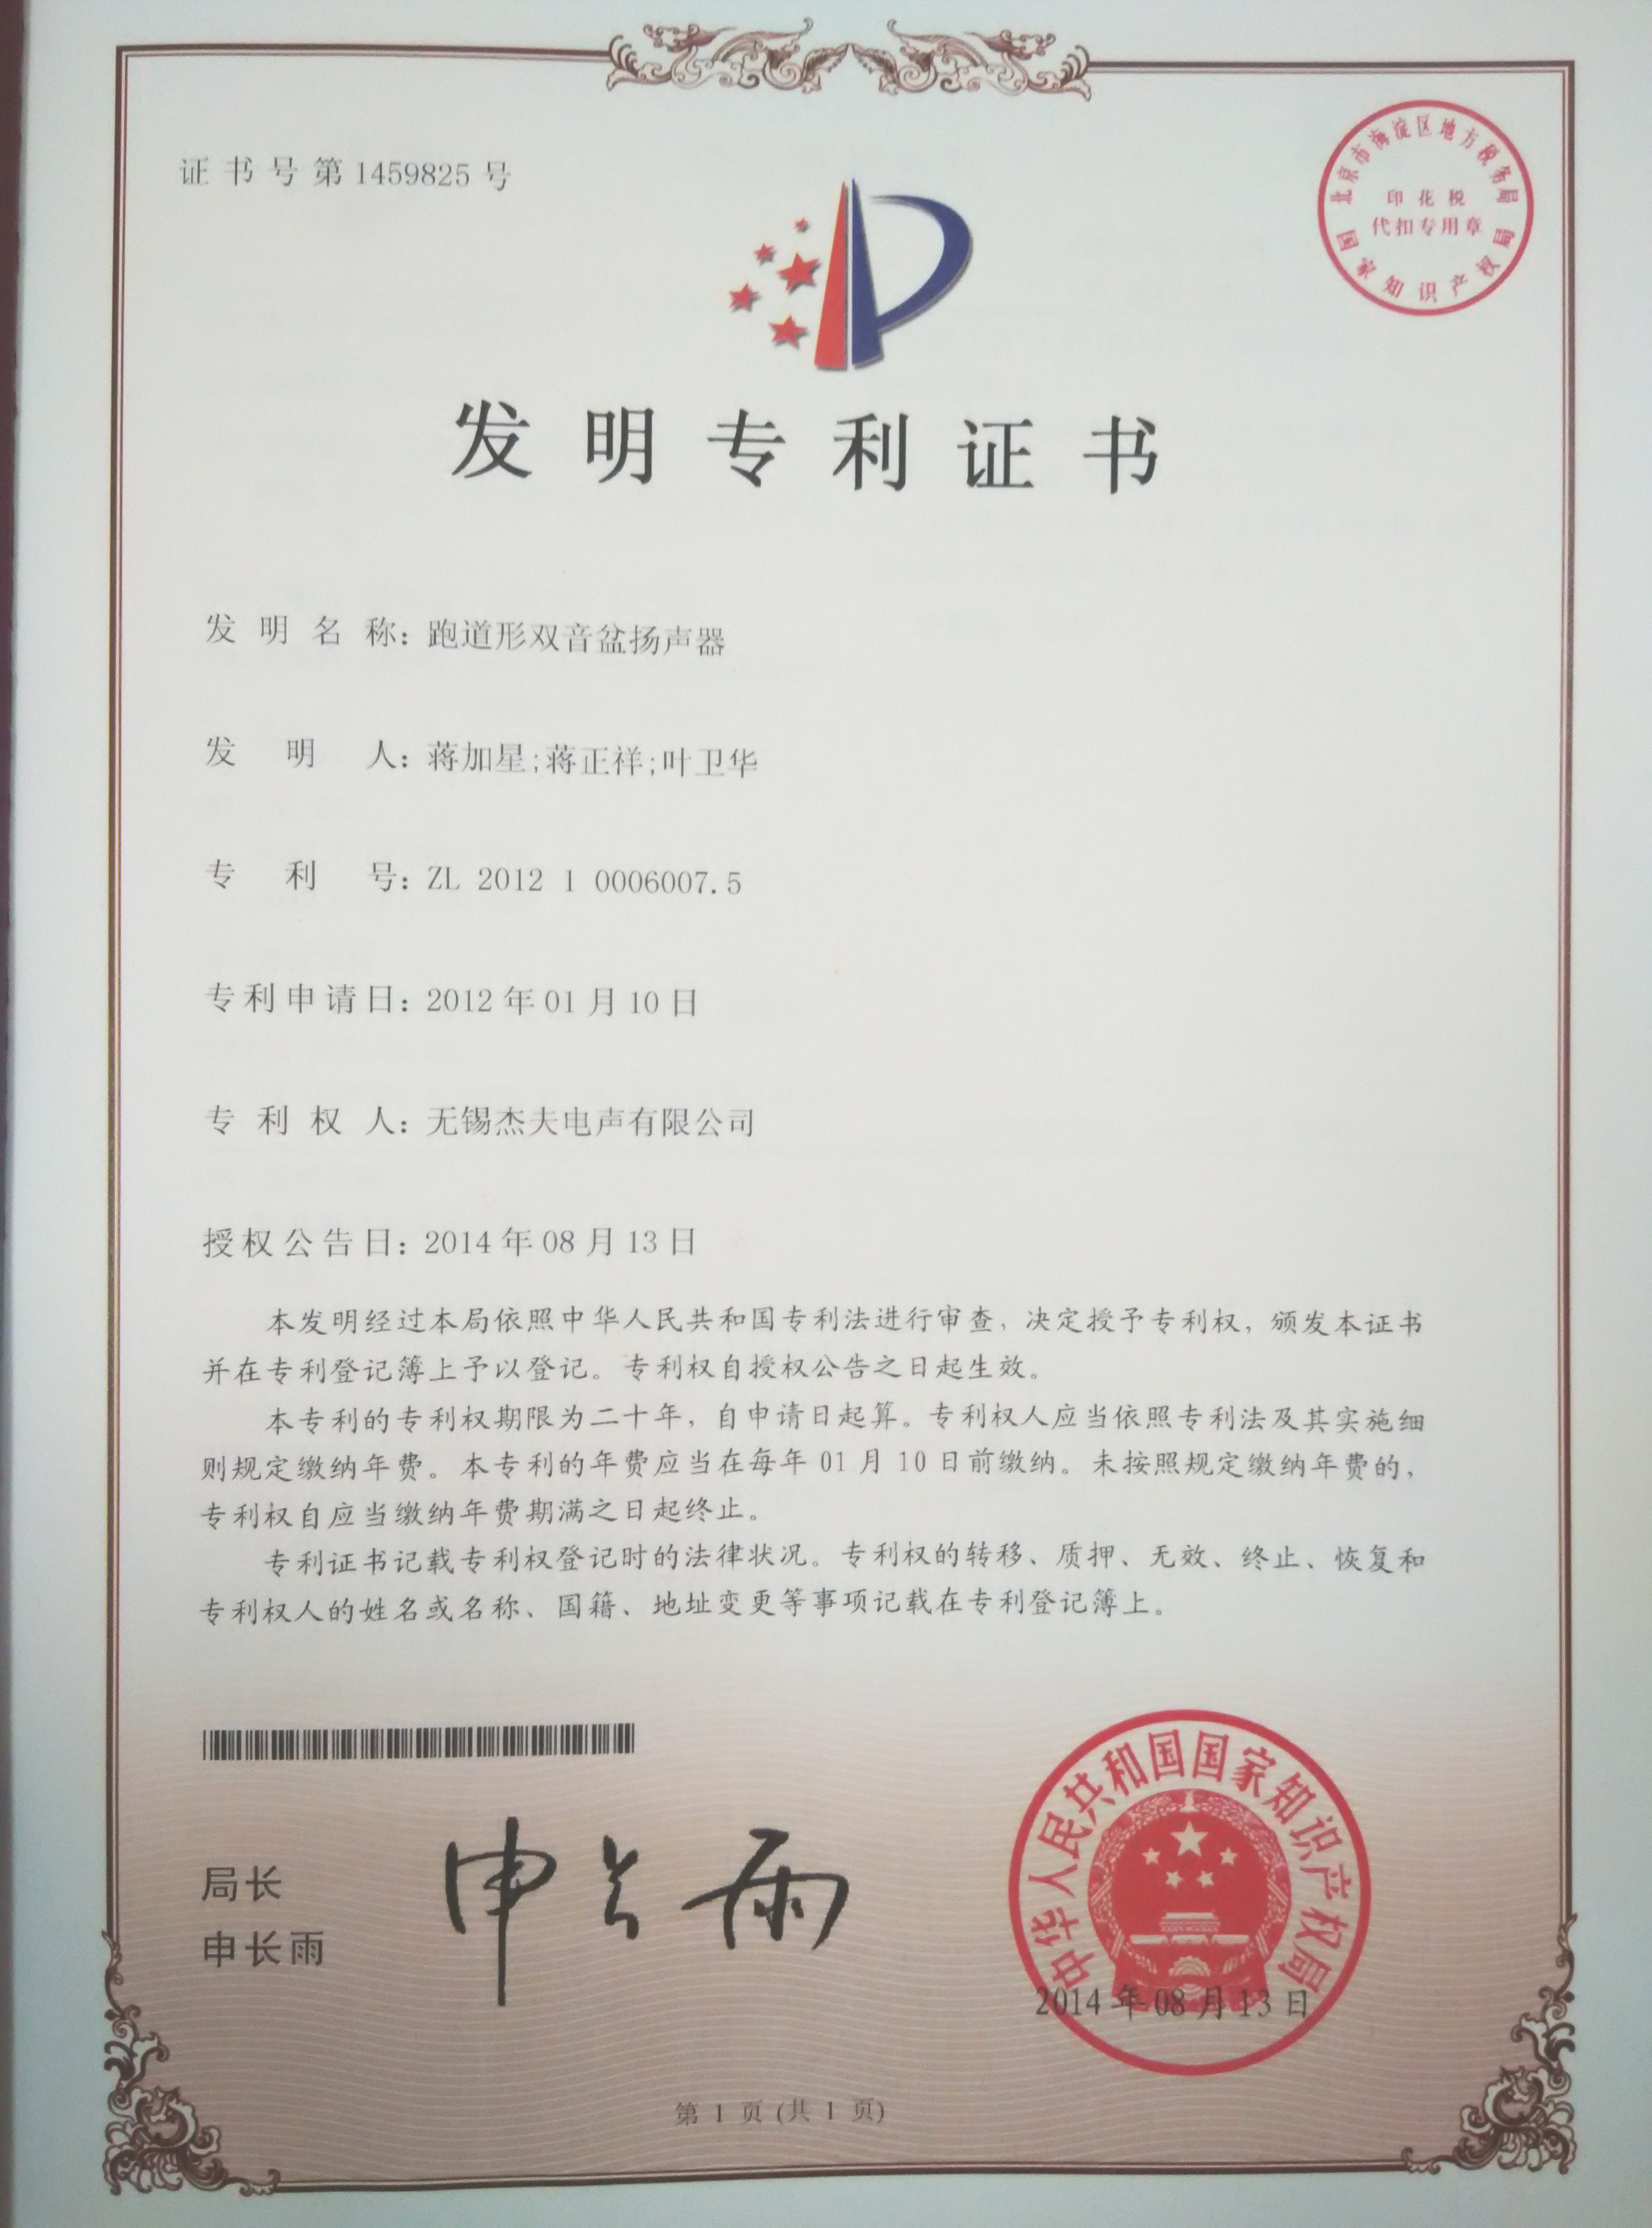 证书号第1459825号
北京市海淀区地方税务局
印花税
代扣专用章
国家知识产权局
发明专利证书
发明名称：跑道形双音盆扬声器
发明人：蒋加星;蒋正祥;叶卫华
专利号：ZL 2012 1 0006007.5
专利申请日：2012年01月10日
专利权人：无锡杰夫电声有限公司
授权公告日：2014年08月13日
本发明经过本局依照中华人民共和国专利法进行审查，决定授予专利权，颁发本证书
并在专利登记簿上予以登记。专利权自授权公告之日起生效。
本专利的专利权期限为二十年，自申请日起算。专利权人应当依照专利法及其实施细
则规定缴纳年费。本专利的年费应当在每年01月10日前缴纳。未按照规定缴纳年费的，
专利权自应当缴纳年费期满之日起终止。
专利证书记载专利权登记时的法律状况。专利权的转移、质押、无效、终止、恢复和
专利权人的姓名或名称、国籍、地址变更等事项记载在专利登记簿上。
局长
申长雨
申长雨
中华人民共和国国家知识产权局
2014年08月13日
第1页(共1页)